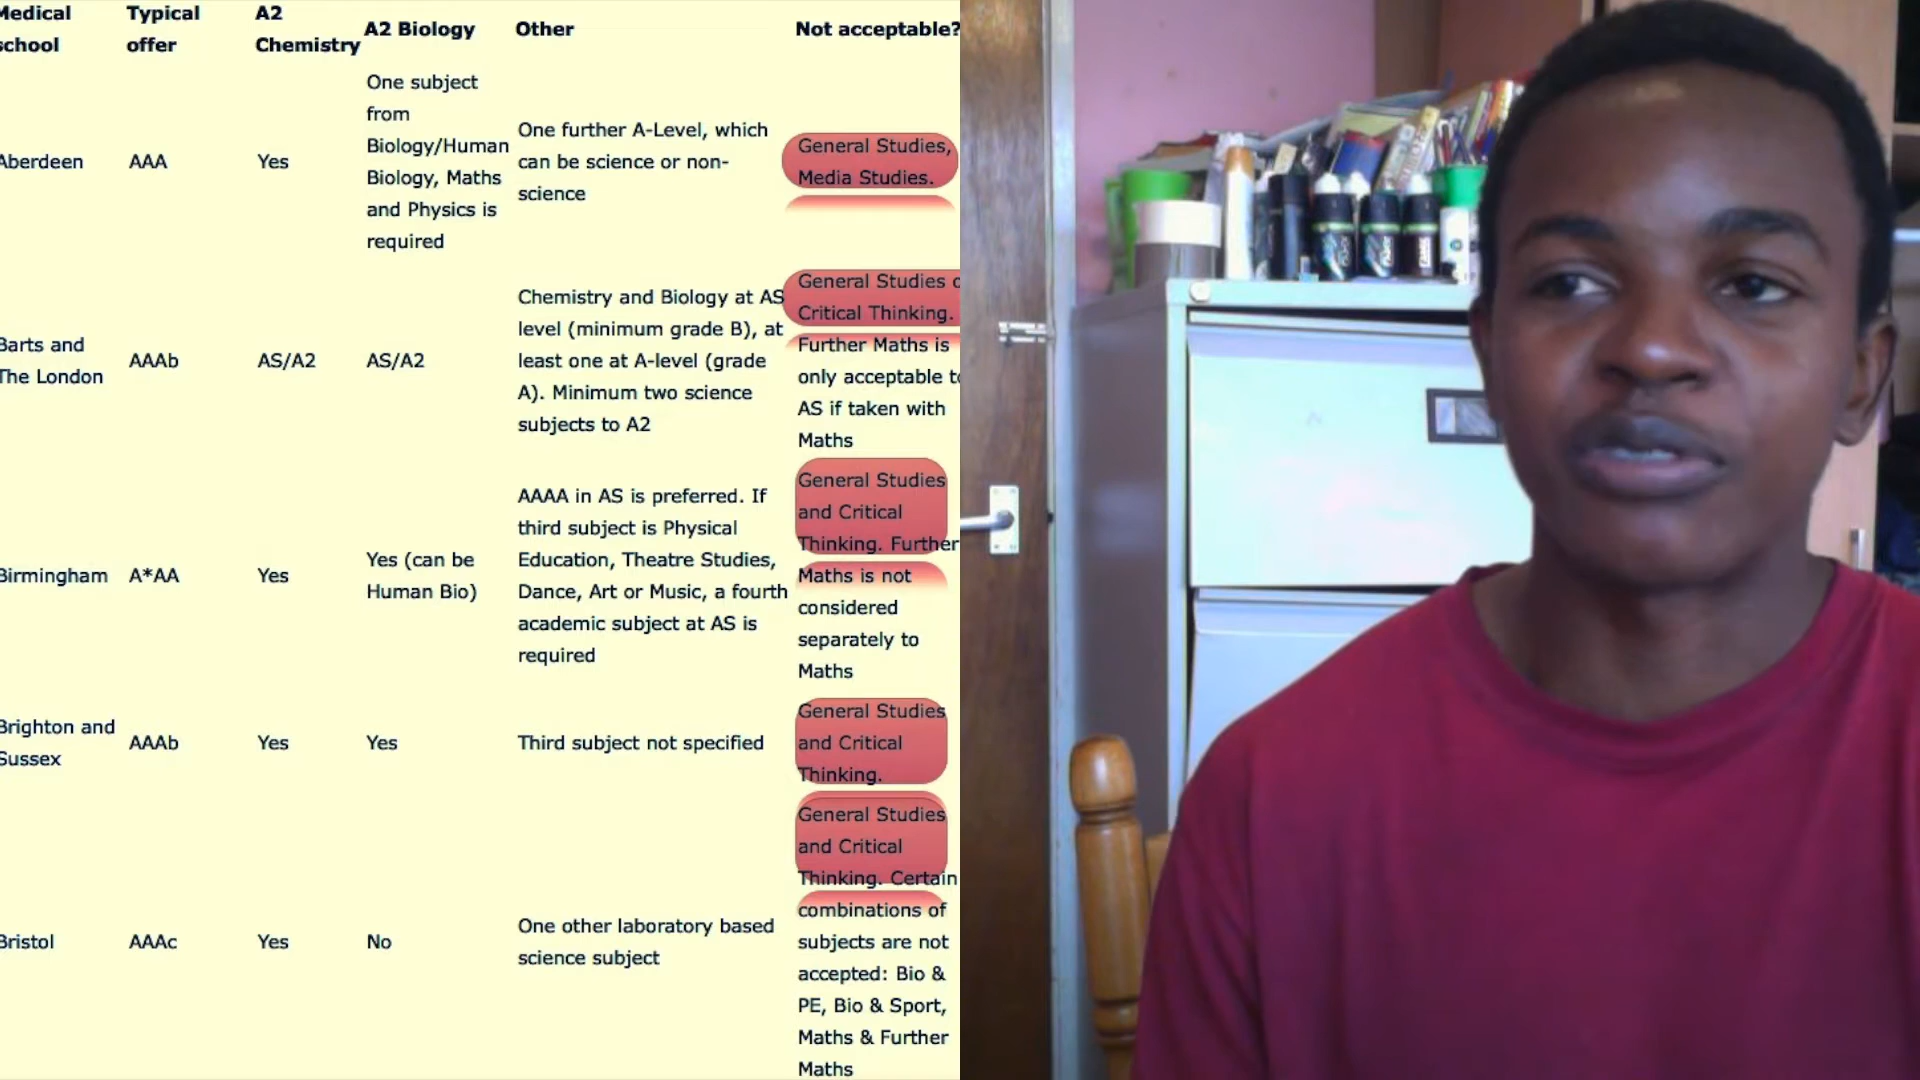 Medical school
Typical offer
A2 Chemistry
A2 Biology
Other
Not acceptable?
Aberdeen
AAA
Yes
One subject
from
Biology/Human
Biology, Maths
and Physics is
required
One further A-Level, which
can be science or non-
science
General Studies,
Media Studies.
Barts and
The London
AAAb
AS/A2
AS/A2
Chemistry and Biology at AS
level (minimum grade B), at
least one at A-level (grade
A). Minimum two science
subjects to A2
General Studies
Critical Thinking.
Further Maths is
only acceptable to
AS if taken with
Maths
Birmingham
A*AA
Yes
Yes (can be
Human Bio)
AAAA in AS is preferred. If
third subject is Physical
Education, Theatre Studies,
Dance, Art or Music, a fourth
academic subject at AS is
required
General Studies
and Critical
Thinking. Further
Maths is not
considered
separately to
Maths
Brighton and
Sussex
AAAb
Yes
Yes
Third subject not specified
General Studies
and Critical
Thinking.
Bristol
AAAc
Yes
No
One other laboratory based
science subject
General Studies
and Critical
Thinking. Certain
combinations of
subjects are not
accepted: Bio &
PE, Bio & Sport,
Maths & Further
Maths